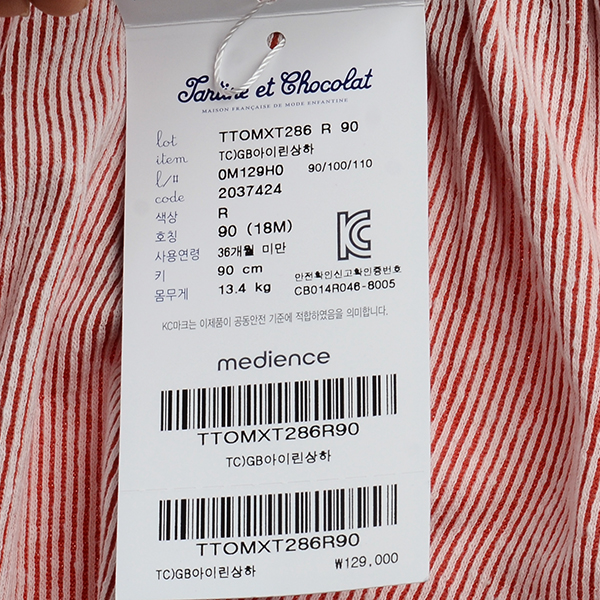 Tartine et Chocolat
MAISON FRANÇAISE DE MODE ENFANTINE
lot TTOMXT286 R 90
item TC)GB아이린상하
l/# 0M129H0 90/100/110
code 2037424
색상 R
호칭 90 (18M)
사용연령 36개월 미만
키 90 cm
몸무게 13.4 kg
안전확인신고확인증번호
CB014R046-8005
KC마크는 이제품이 공동안전 기준에 적합하였음을 의미합니다.
medience
TTOMXT286R90
TC)GB아이린상하
TTOMXT286R90
TC)GB아이린상하 ₩129,000